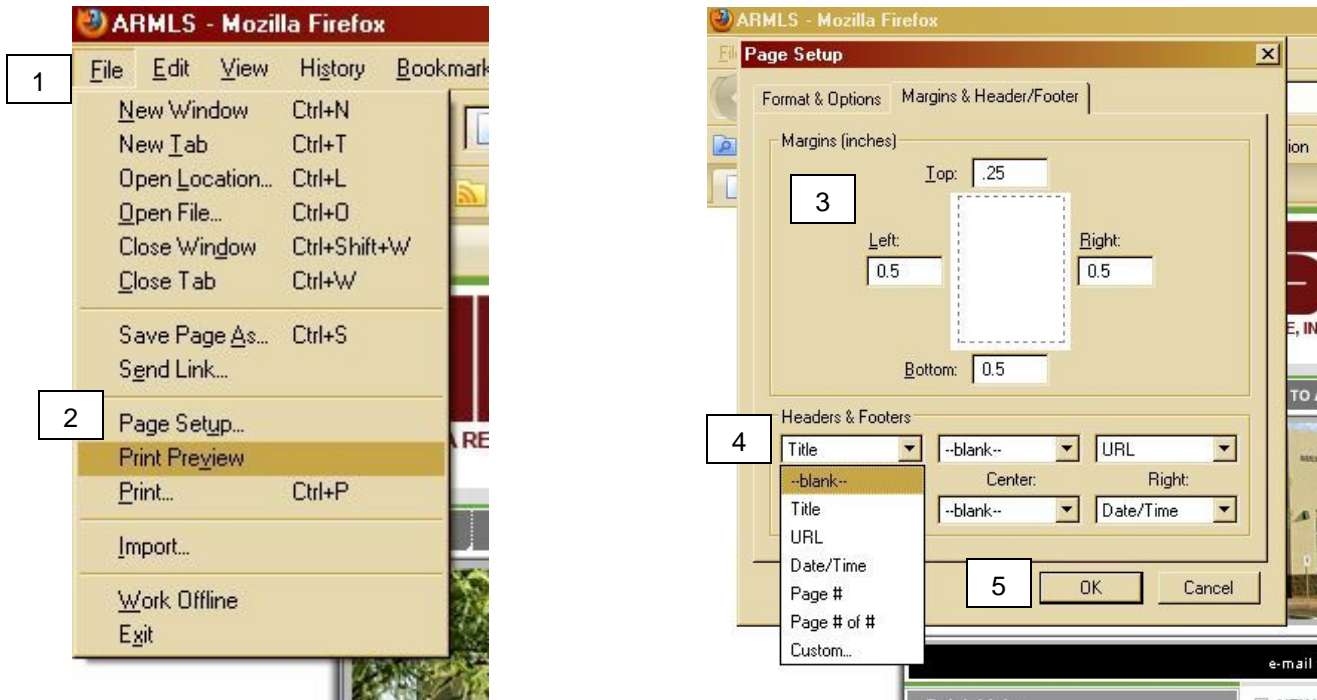 ARMLS - Mozilla Firefox
1
File Edit View History Bookmark
New Window Ctrl+N
New Tab Ctrl+T
Open Location... Ctrl+L
Open File... Ctrl+O
Close Window Ctrl+Shift+W
Close Tab Ctrl+W
Save Page As... Ctrl+S
Send Link...
2
Page Setup...
Print Preview
Print... Ctrl+P
Import...
Work Offline
Exit
A RE
ARMLS - Mozilla Firefox
Page Setup
Format & Options Margins & Header/Footer
Margins (inches)
3
Top: .25
Left: Right:
0.5 0.5
Bottom: 0.5
Headers & Footers
4
Title --blank-- URL
Center: Right:
--blank-- Date/Time
--blank--
Title
URL
Date/Time
Page #
Page # of #
Custom...
5
OK Cancel
ion
E, IN
TO
e-mail